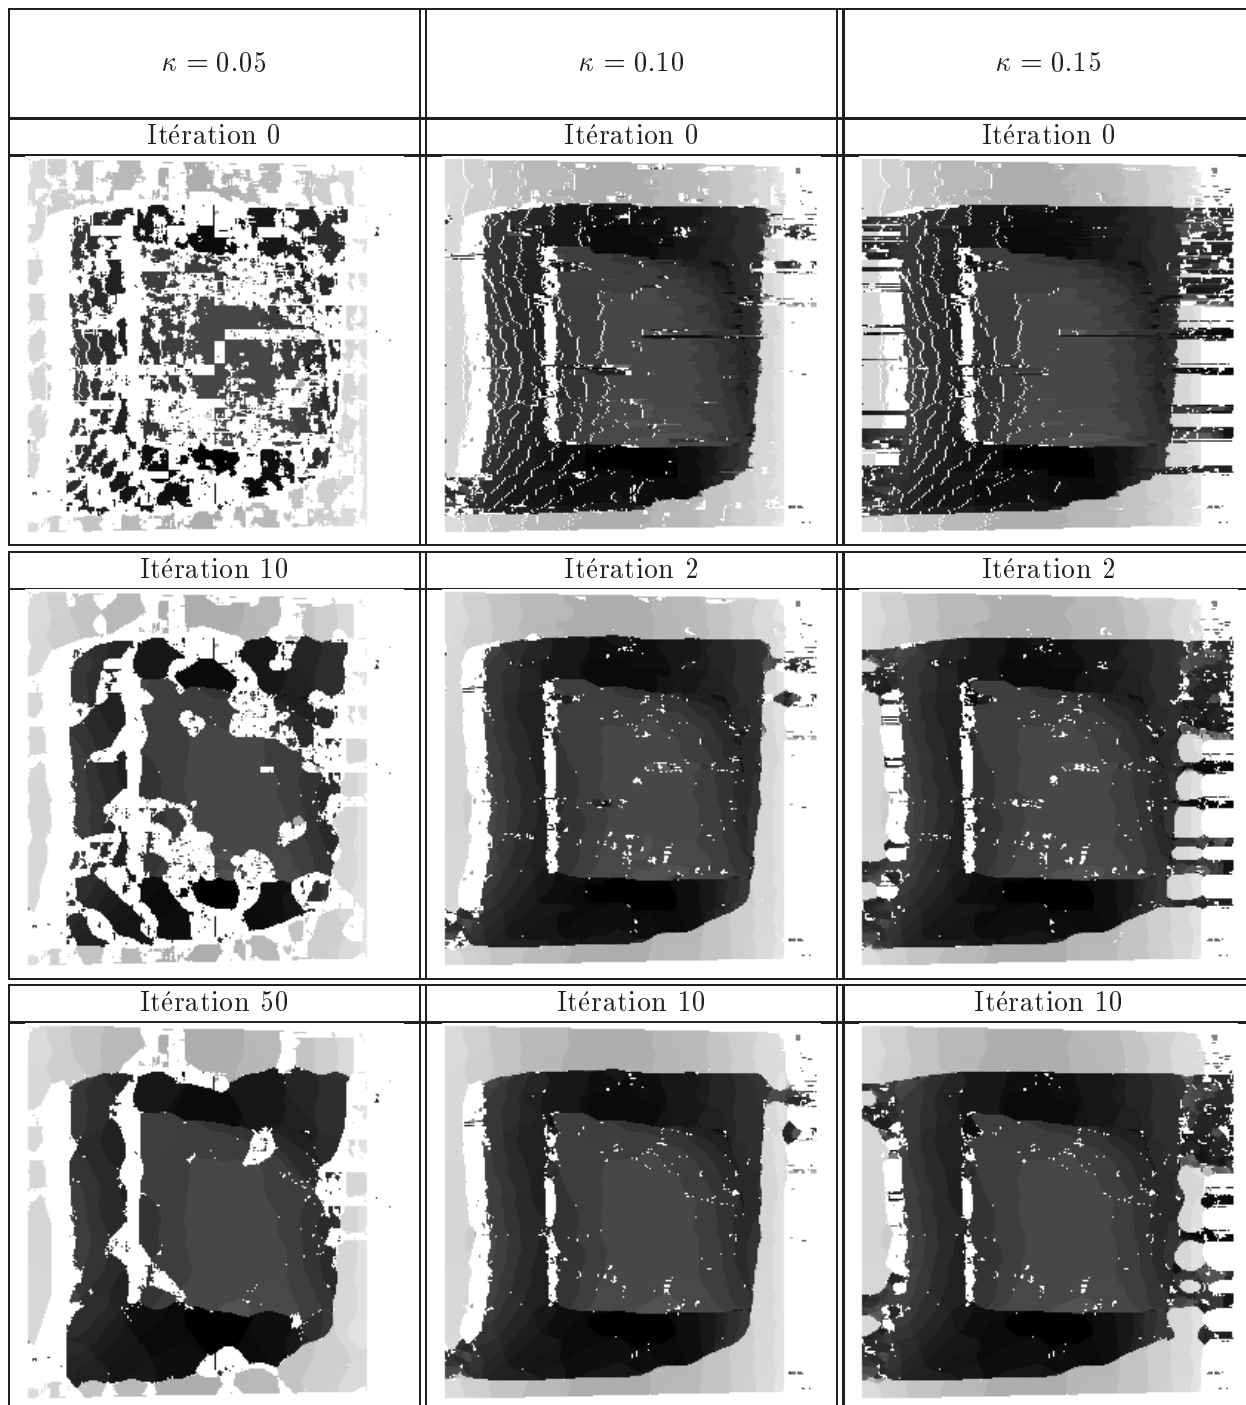 κ = 0.05 κ = 0.10 κ = 0.15
Itération 0 Itération 0 Itération 0
Itération 10 Itération 2 Itération 2
Itération 50 Itération 10 Itération 10